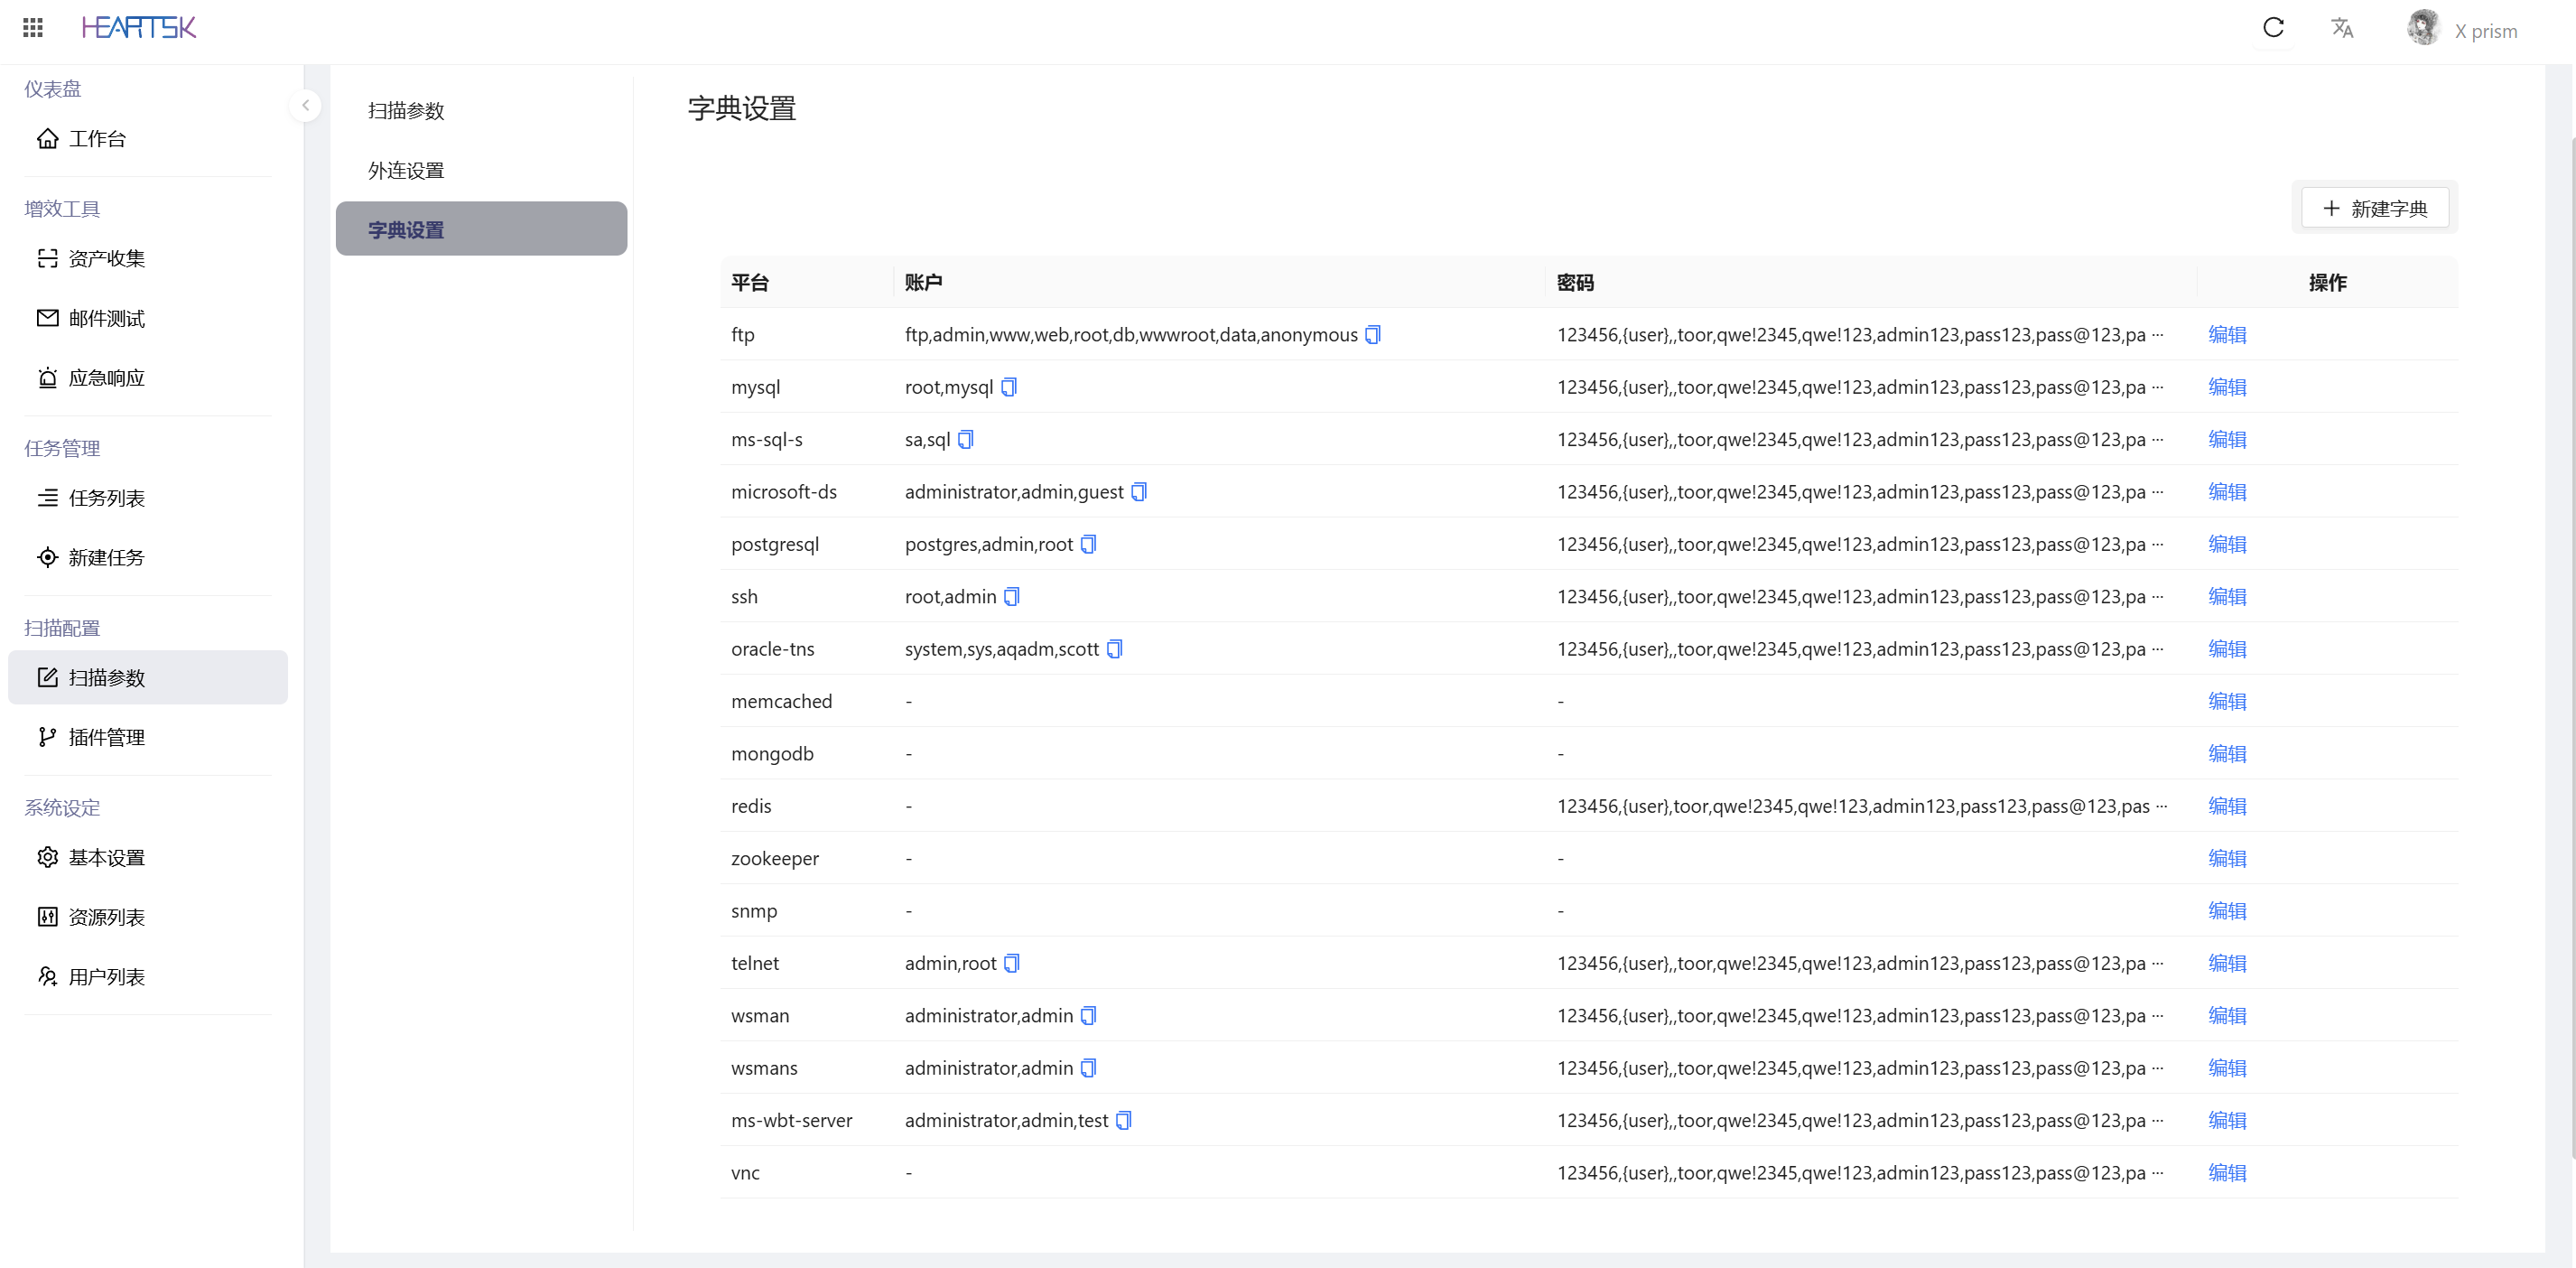 HEARTSK
X prism
仪表盘
工作台
增效工具
资产收集
邮件测试
应急响应
任务管理
任务列表
新建任务
扫描配置
扫描参数
插件管理
系统设定
基本设置
资源列表
用户列表
扫描参数
外连设置
字典设置
字典设置
新建字典
平台 账户 密码 操作
ftp ftp,admin,www,web,root,db,wwwroot,data,anonymous 123456,{user},,toor,qwe!2345,qwe!123,admin123,pass123,pass@123,pa ··· 编辑
mysql root,mysql 123456,{user},,toor,qwe!2345,qwe!123,admin123,pass123,pass@123,pa ··· 编辑
ms-sql-s sa,sql 123456,{user},,toor,qwe!2345,qwe!123,admin123,pass123,pass@123,pa ··· 编辑
microsoft-ds administrator,admin,guest 123456,{user},,toor,qwe!2345,qwe!123,admin123,pass123,pass@123,pa ··· 编辑
postgresql postgres,admin,root 123456,{user},,toor,qwe!2345,qwe!123,admin123,pass123,pass@123,pa ··· 编辑
ssh root,admin 123456,{user},,toor,qwe!2345,qwe!123,admin123,pass123,pass@123,pa ··· 编辑
oracle-tns system,sys,aqadm,scott 123456,{user},,toor,qwe!2345,qwe!123,admin123,pass123,pass@123,pa ··· 编辑
memcached - - 编辑
mongodb - - 编辑
redis - 123456,{user},toor,qwe!2345,qwe!123,admin123,pass123,pass@123,pas ··· 编辑
zookeeper - - 编辑
snmp - - 编辑
telnet admin,root 123456,{user},,toor,qwe!2345,qwe!123,admin123,pass123,pass@123,pa ··· 编辑
wsman administrator,admin 123456,{user},,toor,qwe!2345,qwe!123,admin123,pass123,pass@123,pa ··· 编辑
wsmans administrator,admin 123456,{user},,toor,qwe!2345,qwe!123,admin123,pass123,pass@123,pa ··· 编辑
ms-wbt-server administrator,admin,test 123456,{user},,toor,qwe!2345,qwe!123,admin123,pass123,pass@123,pa ··· 编辑
vnc - 123456,{user},,toor,qwe!2345,qwe!123,admin123,pass123,pass@123,pa ··· 编辑